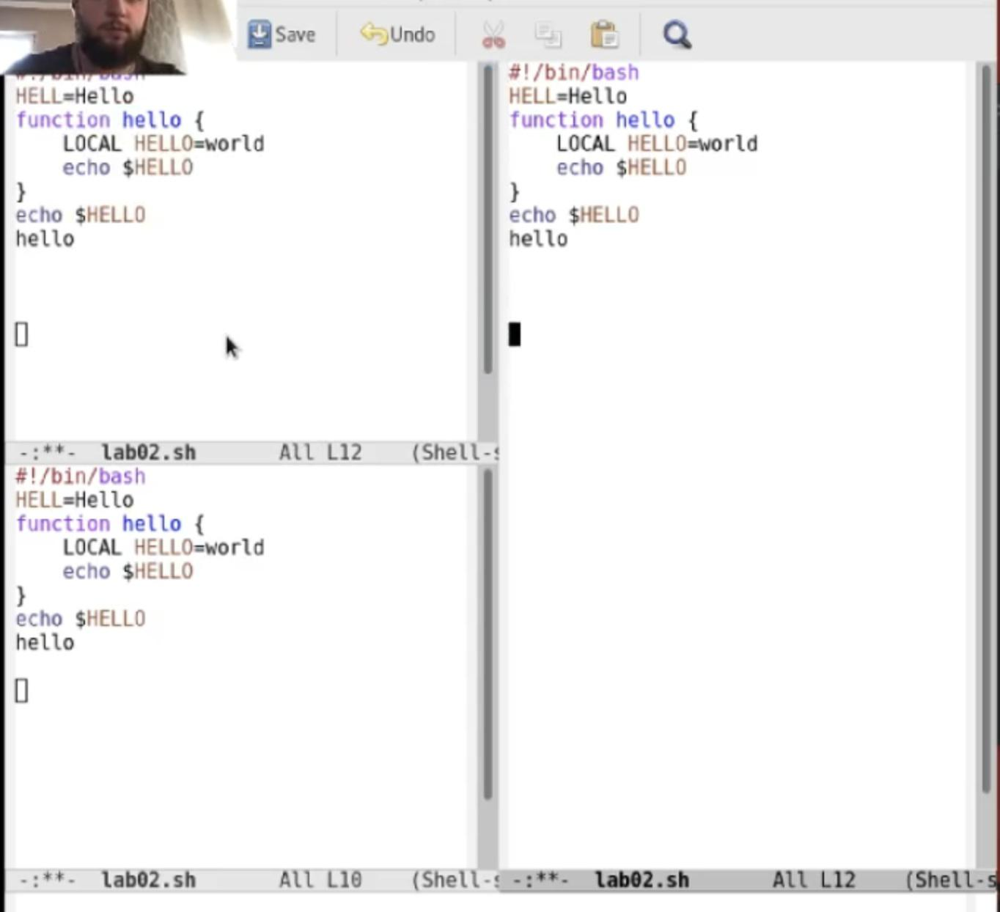 Save Undo
#!/bin/bash
HELL=Hello
function hello {
    LOCAL HELLO=world
    echo $HELLO
}
echo $HELLO
hello
-:**-  lab02.sh       All L12    (Shell-s
#!/bin/bash
HELL=Hello
function hello {
    LOCAL HELLO=world
    echo $HELLO
}
echo $HELLO
hello
-:**-  lab02.sh       All L10    (Shell-s
#!/bin/bash
HELL=Hello
function hello {
    LOCAL HELLO=world
    echo $HELLO
}
echo $HELLO
hello
-:**-  lab02.sh       All L12    (Shell-s